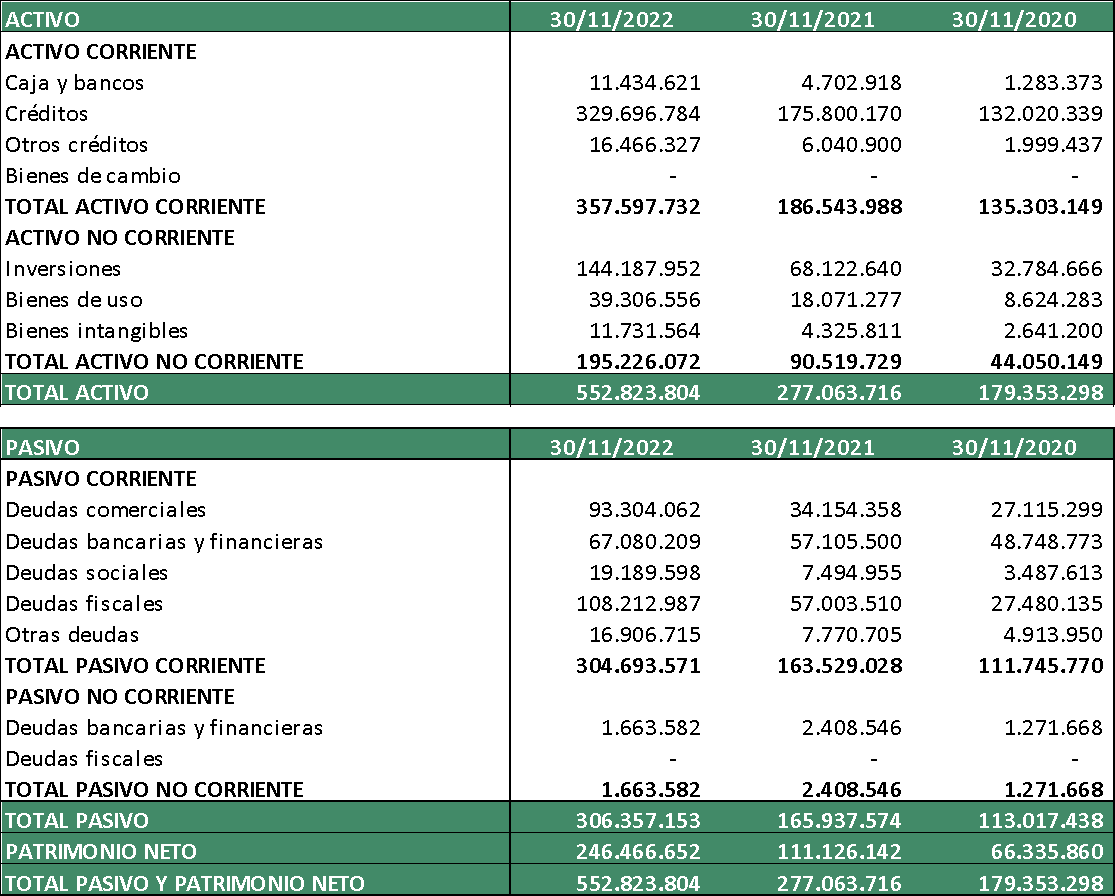 ACTIVO 30/11/2022 30/11/2021 30/11/2020
ACTIVO CORRIENTE
Caja y bancos 11.434.621 4.702.918 1.283.373
Créditos 329.696.784 175.800.170 132.020.339
Otros créditos 16.466.327 6.040.900 1.999.437
Bienes de cambio - - -
TOTAL ACTIVO CORRIENTE 357.597.732 186.543.988 135.303.149
ACTIVO NO CORRIENTE
Inversiones 144.187.952 68.122.640 32.784.666
Bienes de uso 39.306.556 18.071.277 8.624.283
Bienes intangibles 11.731.564 4.325.811 2.641.200
TOTAL ACTIVO NO CORRIENTE 195.226.072 90.519.729 44.050.149
TOTAL ACTIVO 552.823.804 277.063.716 179.353.298
PASIVO 30/11/2022 30/11/2021 30/11/2020
PASIVO CORRIENTE
Deudas comerciales 93.304.062 34.154.358 27.115.299
Deudas bancarias y financieras 67.080.209 57.105.500 48.748.773
Deudas sociales 19.189.598 7.494.955 3.487.613
Deudas fiscales 108.212.987 57.003.510 27.480.135
Otras deudas 16.906.715 7.770.705 4.913.950
TOTAL PASIVO CORRIENTE 304.693.571 163.529.028 111.745.770
PASIVO NO CORRIENTE
Deudas bancarias y financieras 1.663.582 2.408.546 1.271.668
Deudas fiscales - - -
TOTAL PASIVO NO CORRIENTE 1.663.582 2.408.546 1.271.668
TOTAL PASIVO 306.357.153 165.937.574 113.017.438
PATRIMONIO NETO 246.466.652 111.126.142 66.335.860
TOTAL PASIVO Y PATRIMONIO NETO 552.823.804 277.063.716 179.353.298